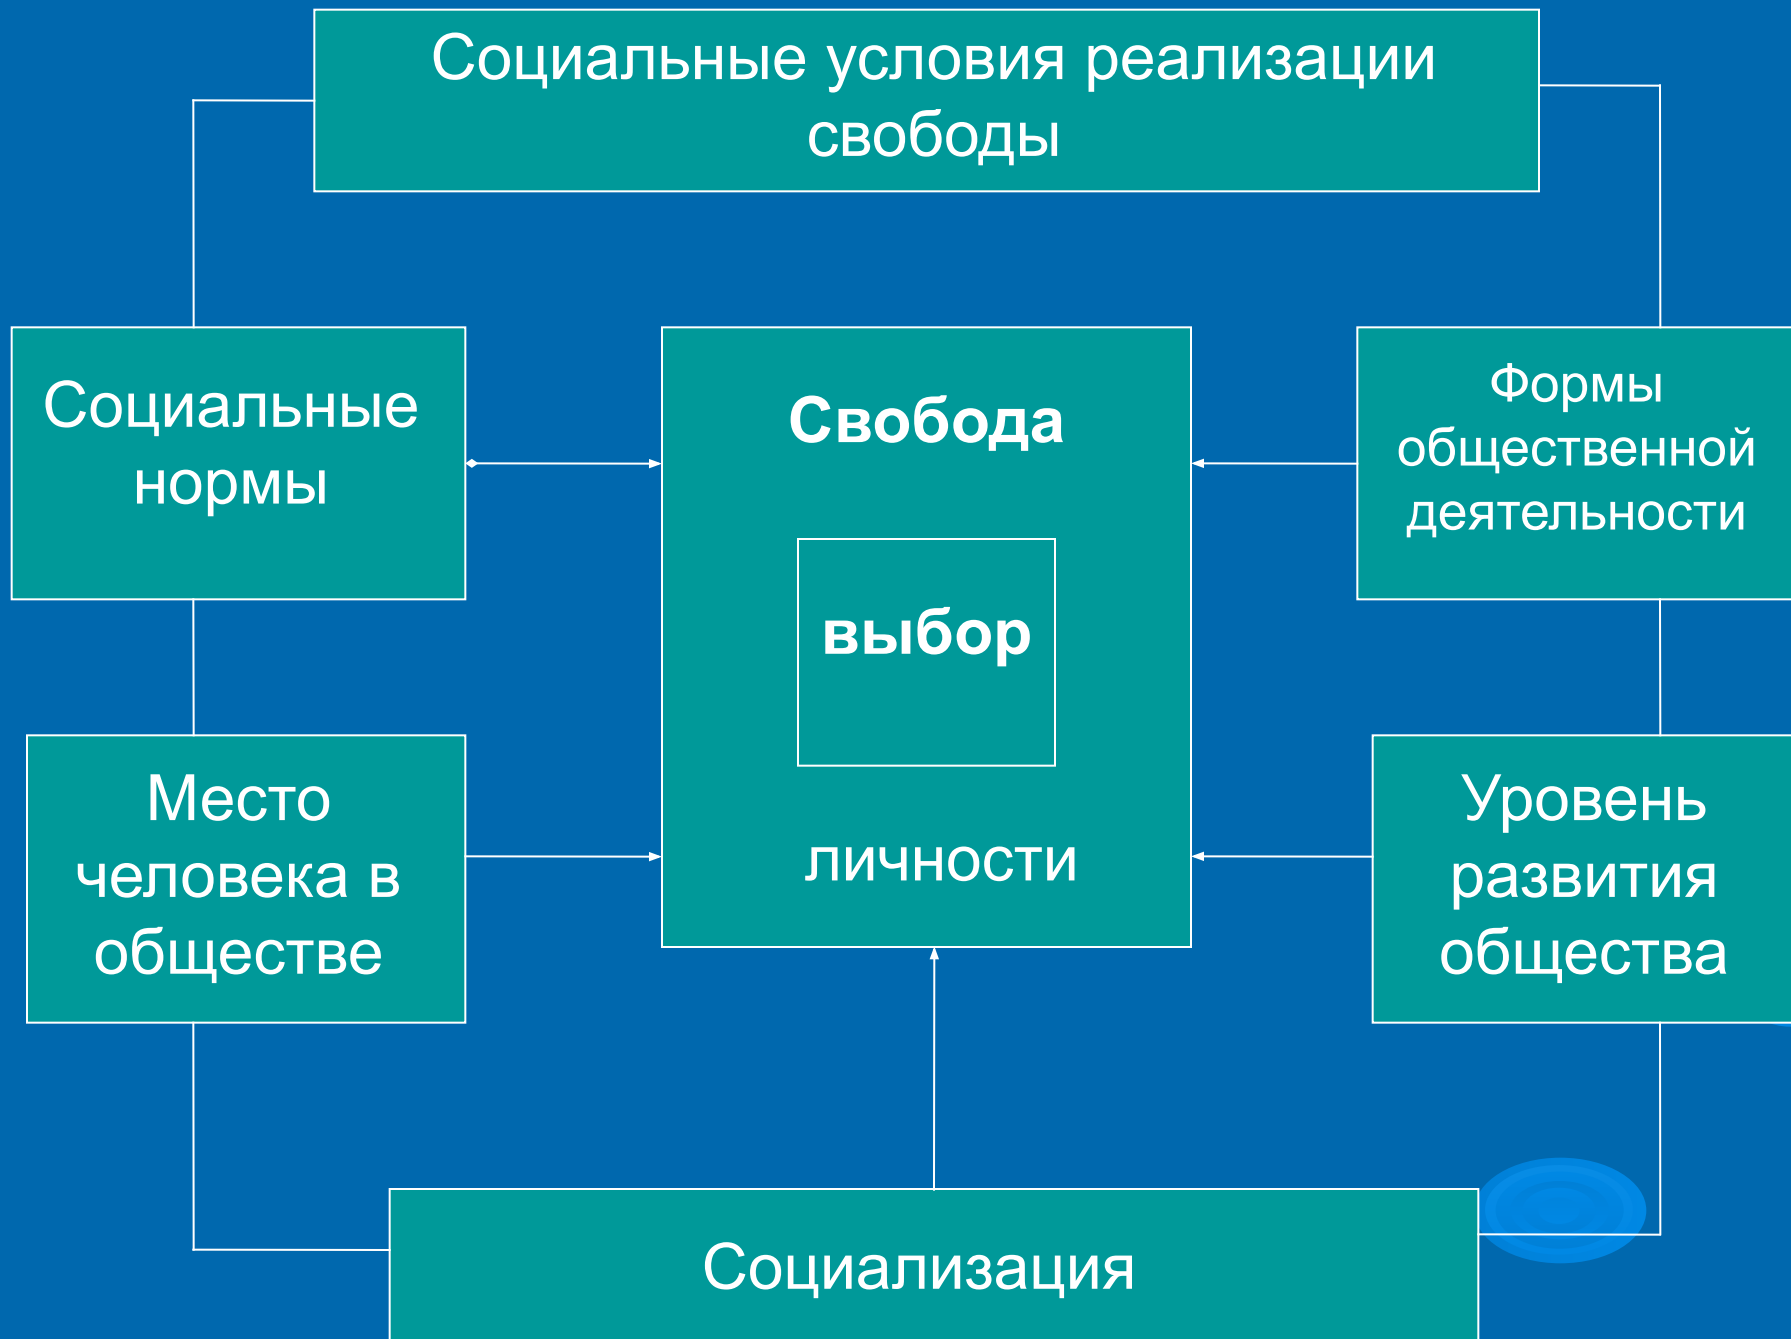 Социальные условия реализации
свободы
Социальные
нормы
Свобода
выбор
личности
Формы
общественной
деятельности
Место
человека в
обществе
Уровень
развития
общества
Социализация